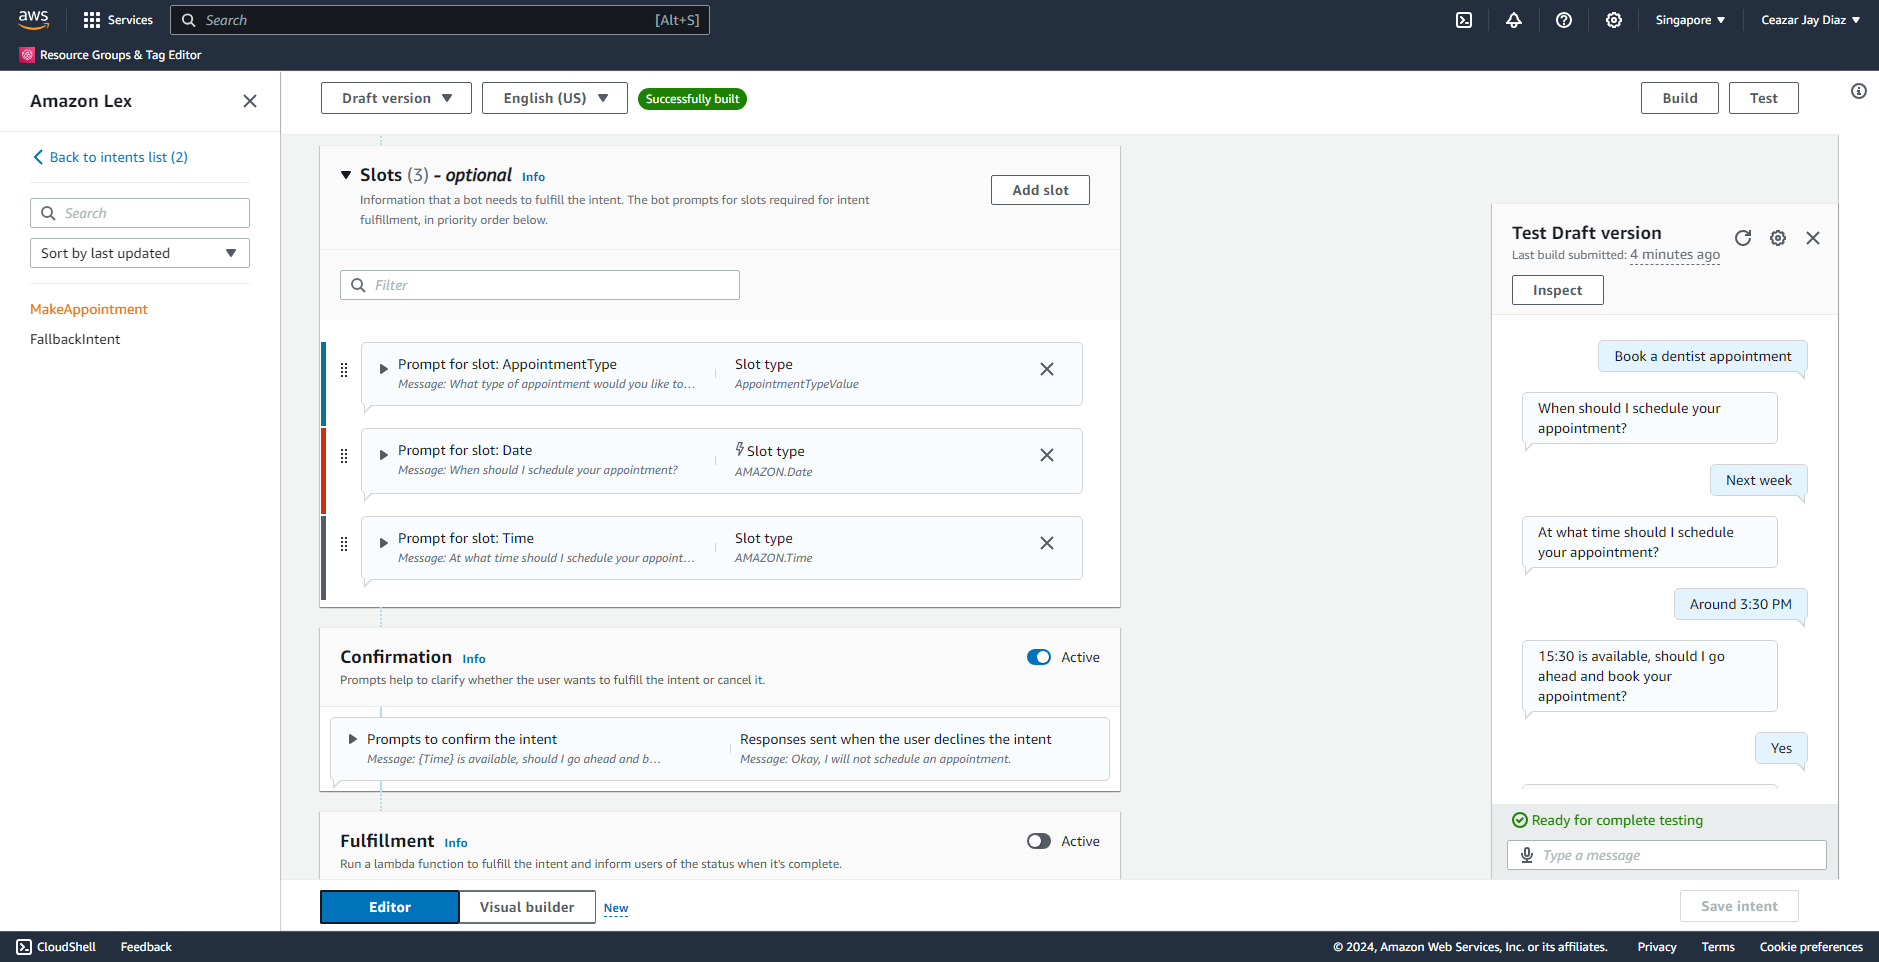 aws
Services
Search
[Alt+S]
Singapore
Ceazar Jay Diaz
Resource Groups & Tag Editor
Amazon Lex
Back to intents list (2)
Search
Sort by last updated
MakeAppointment
FallbackIntent
Draft version
English (US)
Successfully built
Build
Test
Slots (3) - optional Info
Information that a bot needs to fulfill the intent. The bot prompts for slots required for intent
fulfillment, in priority order below.
Add slot
Filter
Prompt for slot: AppointmentType
Message: What type of appointment would you like to...
Slot type
AppointmentTypeValue
Prompt for slot: Date
Message: When should I schedule your appointment?
Slot type
AMAZON.Date
Prompt for slot: Time
Message: At what time should I schedule your appoint...
Slot type
AMAZON.Time
Confirmation Info
Active
Prompts help to clarify whether the user wants to fulfill the intent or cancel it.
Prompts to confirm the intent
Message: {Time} is available, should I go ahead and b...
Responses sent when the user declines the intent
Message: Okay, I will not schedule an appointment.
Fulfillment Info
Active
Run a lambda function to fulfill the intent and inform users of the status when it's complete.
Editor
Visual builder
New
Test Draft version
Last build submitted: 4 minutes ago
Inspect
Book a dentist appointment
When should I schedule your
appointment?
Next week
At what time should I schedule
your appointment?
Around 3:30 PM
15:30 is available, should I go
ahead and book your
appointment?
Yes
Ready for complete testing
Type a message
Save intent
CloudShell
Feedback
© 2024, Amazon Web Services, Inc. or its affiliates.
Privacy
Terms
Cookie preferences